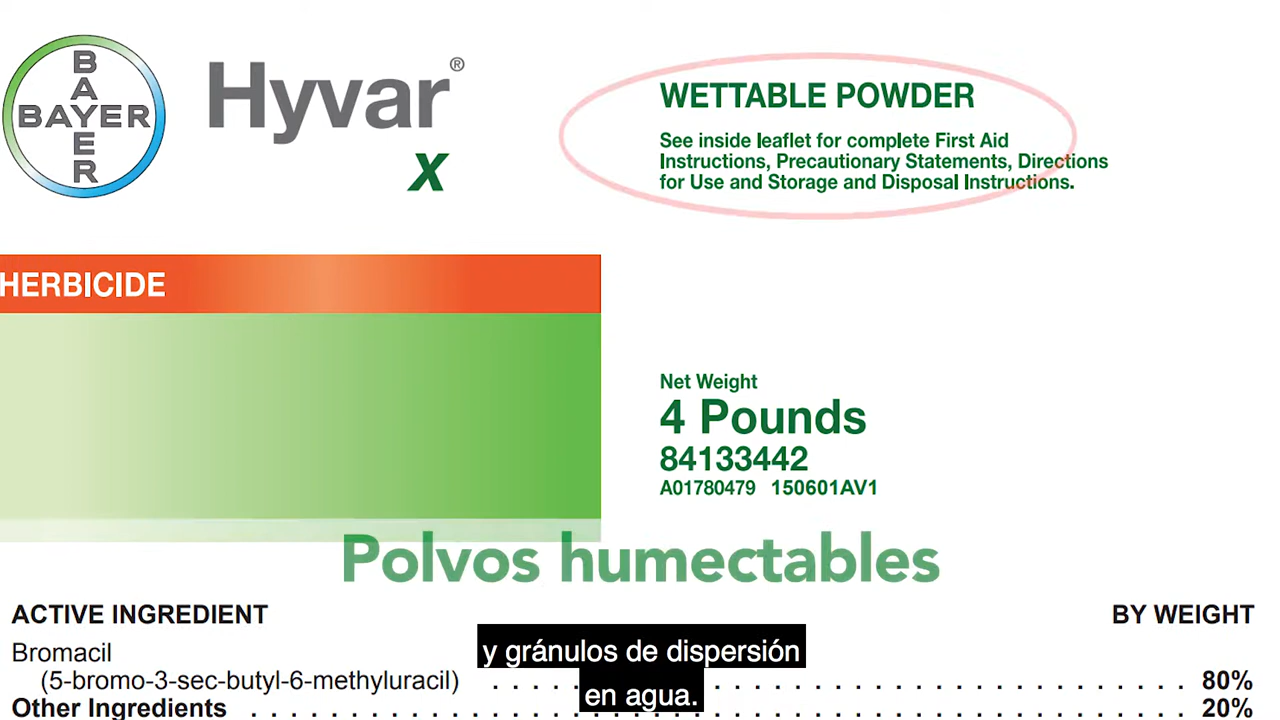 BAYER
BAYER
Hyvar®
X
WETTABLE POWDER
See inside leaflet for complete First Aid
Instructions, Precautionary Statements, Directions
for Use and Storage and Disposal Instructions.
HERBICIDE
Net Weight
4 Pounds
84133442
A01780479 150601AV1
Polvos humectables
ACTIVE INGREDIENT BY WEIGHT
Bromacil
(5-bromo-3-sec-butyl-6-methyluracil) . . . . . . . . . . . . . . . . . . . . 80%
Other Ingredients . . . . . . . . . . . . . . . . . . . . . . . . . . . . . . 20%
y gránulos de dispersión
en agua.